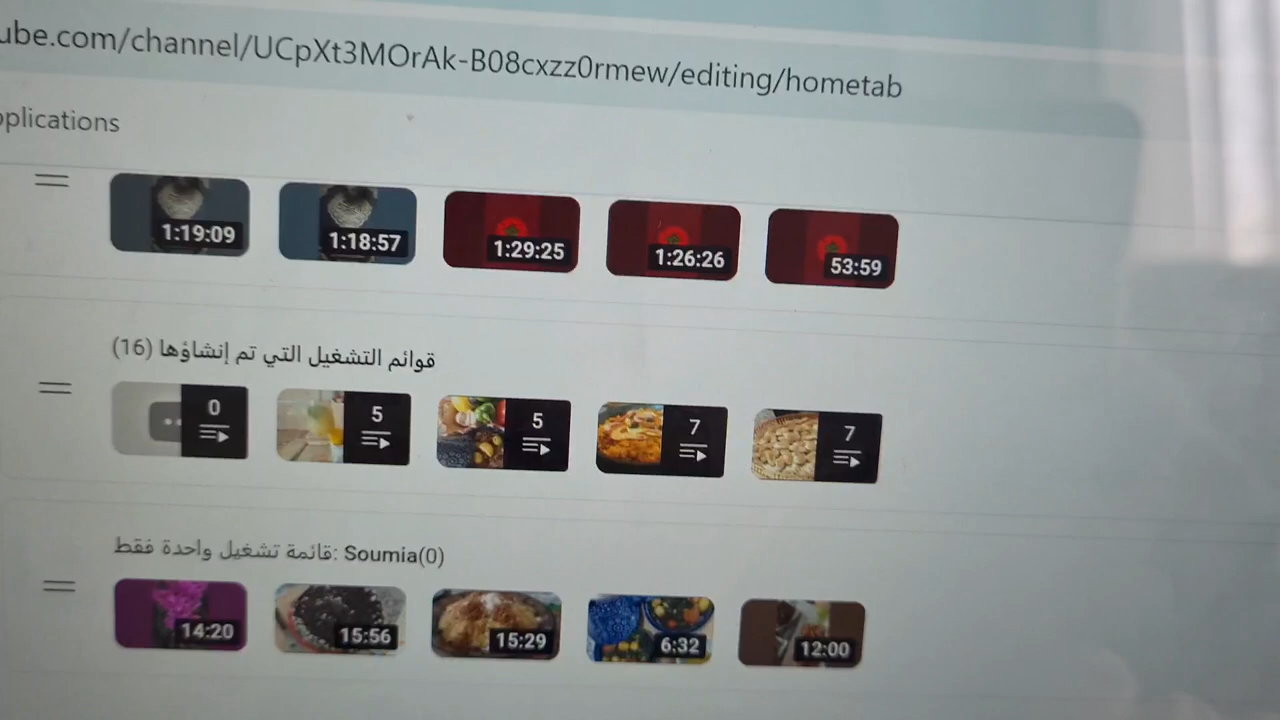 ube.com/channel/UCpXt3MOrAk-B08cxzz0rmew/editing/hometab
pplications
1:19:09 1:18:57 1:29:25 1:26:26 53:59
قوائم التشغيل التي تم إنشاؤها (16)
0 5 5 7 7
قائمة تشغيل واحدة فقط: Soumia(0)
14:20 15:56 15:29 6:32 12:00